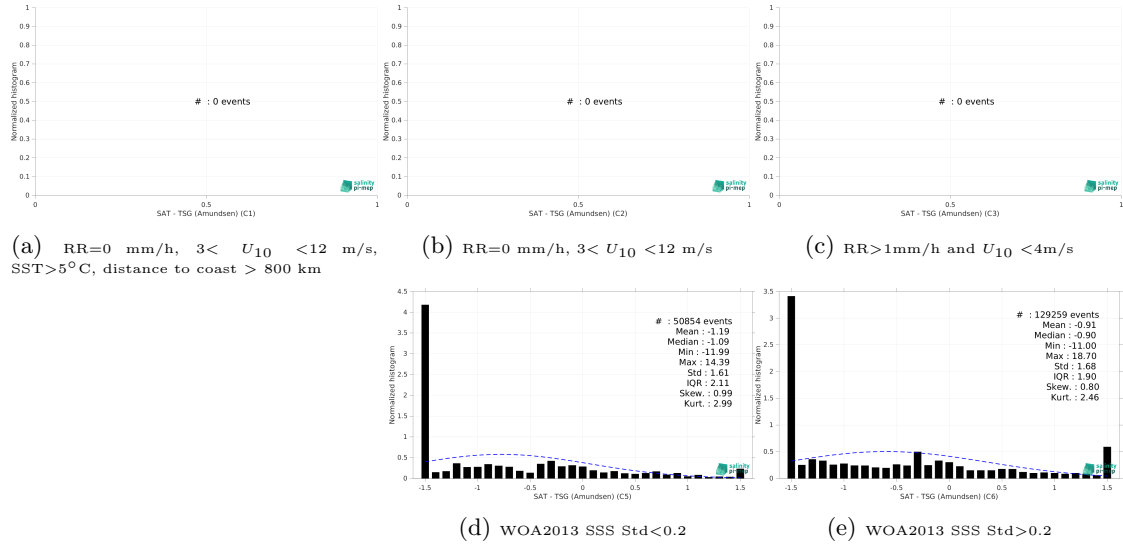 1
0.9
0.8
0.7
0.6
0.5
0.4
0.3
0.2
0.1
0
Normalized histogram
# : 0 events
salinity
pi-mep
0 0.5 1
SAT - TSG (Amundsen) (C1)
(a) RR=0 mm/h, 3< U10 <12 m/s,
SST>5°C, distance to coast > 800 km
1
0.9
0.8
0.7
0.6
0.5
0.4
0.3
0.2
0.1
0
Normalized histogram
# : 0 events
salinity
pi-mep
0 0.5 1
SAT - TSG (Amundsen) (C2)
(b) RR=0 mm/h, 3< U10 <12 m/s
1
0.9
0.8
0.7
0.6
0.5
0.4
0.3
0.2
0.1
0
Normalized histogram
# : 0 events
salinity
pi-mep
0 0.5 1
SAT - TSG (Amundsen) (C3)
(c) RR>1mm/h and U10 <4m/s
4.5
4
3.5
3
2.5
2
1.5
1
0.5
0
Normalized histogram
# : 50854 events
Mean : -1.19
Median : -1.09
Min : -11.99
Max : 14.39
Std : 1.61
IQR : 2.11
Skew. : 0.99
Kurt. : 2.99
salinity
pi-mep
-1.5 -1 -0.5 0 0.5 1 1.5
SAT - TSG (Amundsen) (C5)
(d) WOA2013 SSS Std<0.2
3.5
3
2.5
2
1.5
1
0.5
0
Normalized histogram
# : 129259 events
Mean : -0.91
Median : -0.90
Min : -11.00
Max : 18.70
Std : 1.68
IQR : 1.90
Skew. : 0.80
Kurt. : 2.46
salinity
pi-mep
-1.5 -1 -0.5 0 0.5 1 1.5
SAT - TSG (Amundsen) (C6)
(e) WOA2013 SSS Std>0.2